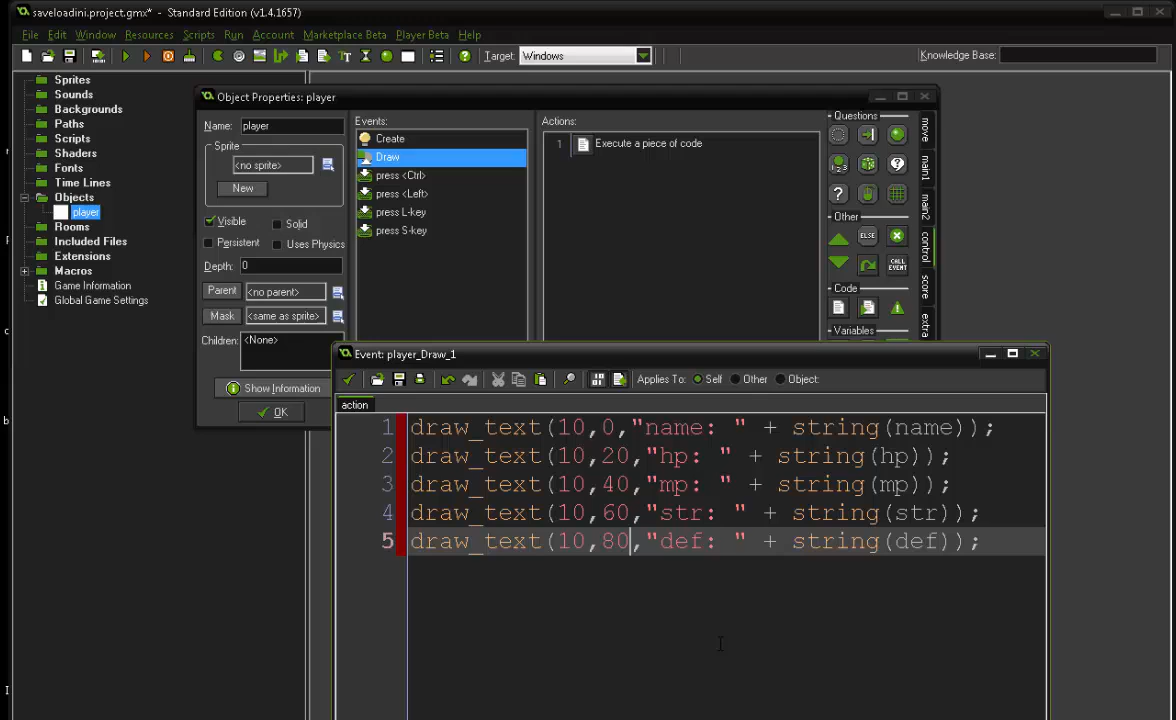 saveloadini.project.gmx* - Standard Edition (v1.4.1657)
File Edit Window Resources Scripts Run Account Marketplace Beta Player Beta Help
Target: Windows
Knowledge Base:
Sprites
Sounds
Backgrounds
Paths
Scripts
Shaders
Fonts
Time Lines
Objects
player
Rooms
Included Files
Extensions
Macros
Game Information
Global Game Settings
Object Properties: player
Name: player
Sprite
<no sprite>
New
Visible Solid
Persistent Uses Physics
Depth: 0
Parent <no parent>
Mask <same as sprite>
Children: <None>
Show Information
OK
Events:
Create
Draw
press <Ctrl>
press <Left>
press L-key
press S-key
Actions:
1 Execute a piece of code
Questions
Other
ELSE
CALL EVENT
Code
Variables
move
main1
main2
control
score
extra
Event: player_Draw_1
Applies To: Self Other Object:
action
1 draw_text(10,0,"name: " + string(name));
2 draw_text(10,20,"hp: " + string(hp));
3 draw_text(10,40,"mp: " + string(mp));
4 draw_text(10,60,"str: " + string(str));
5 draw_text(10,80,"def: " + string(def));